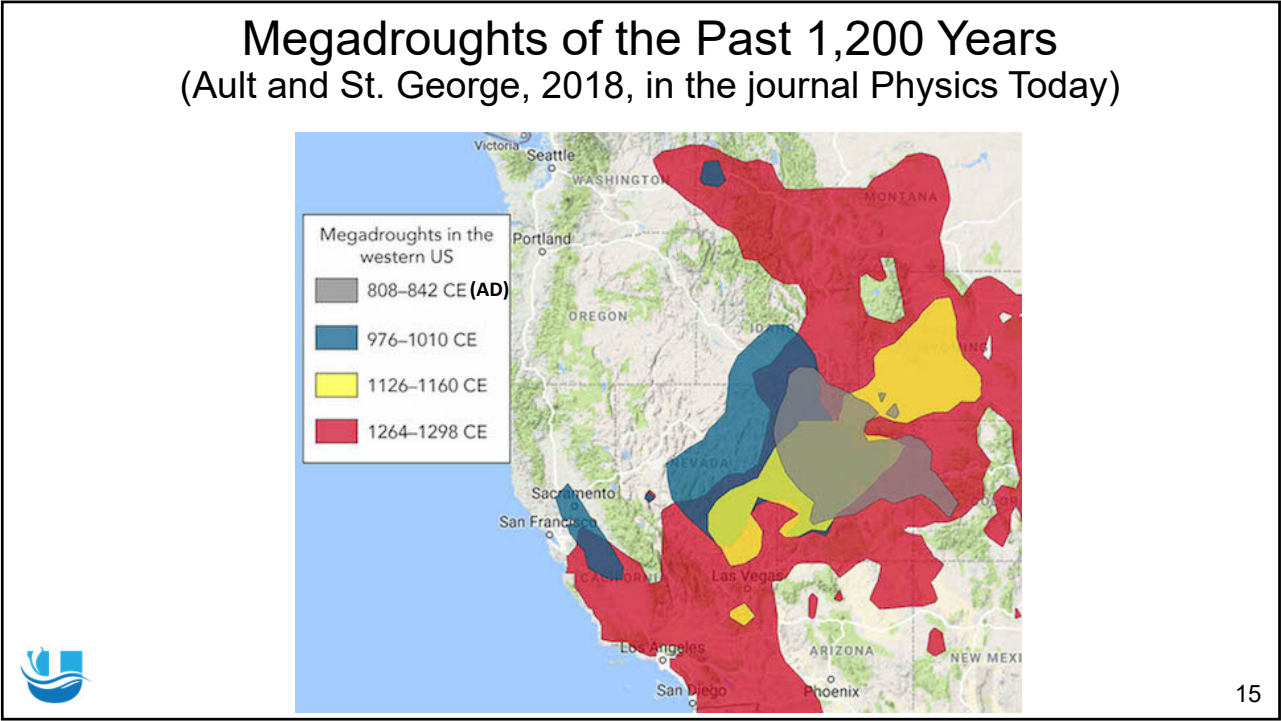 Megadroughts of the Past 1,200 Years
(Ault and St. George, 2018, in the journal Physics Today)
Victoria
Seattle
WASHINGTON
MONTANA
Megadroughts in the
western US
808–842 CE (AD)
976–1010 CE
1126–1160 CE
1264–1298 CE
Portland
OREGON
IDAHO
WYOMING
NEVADA
Sacramento
San Francisco
COLOR
CALIFORNIA
Las Vegas
Los Angeles
ARIZONA
NEW MEXI
San Diego
Phoenix
15